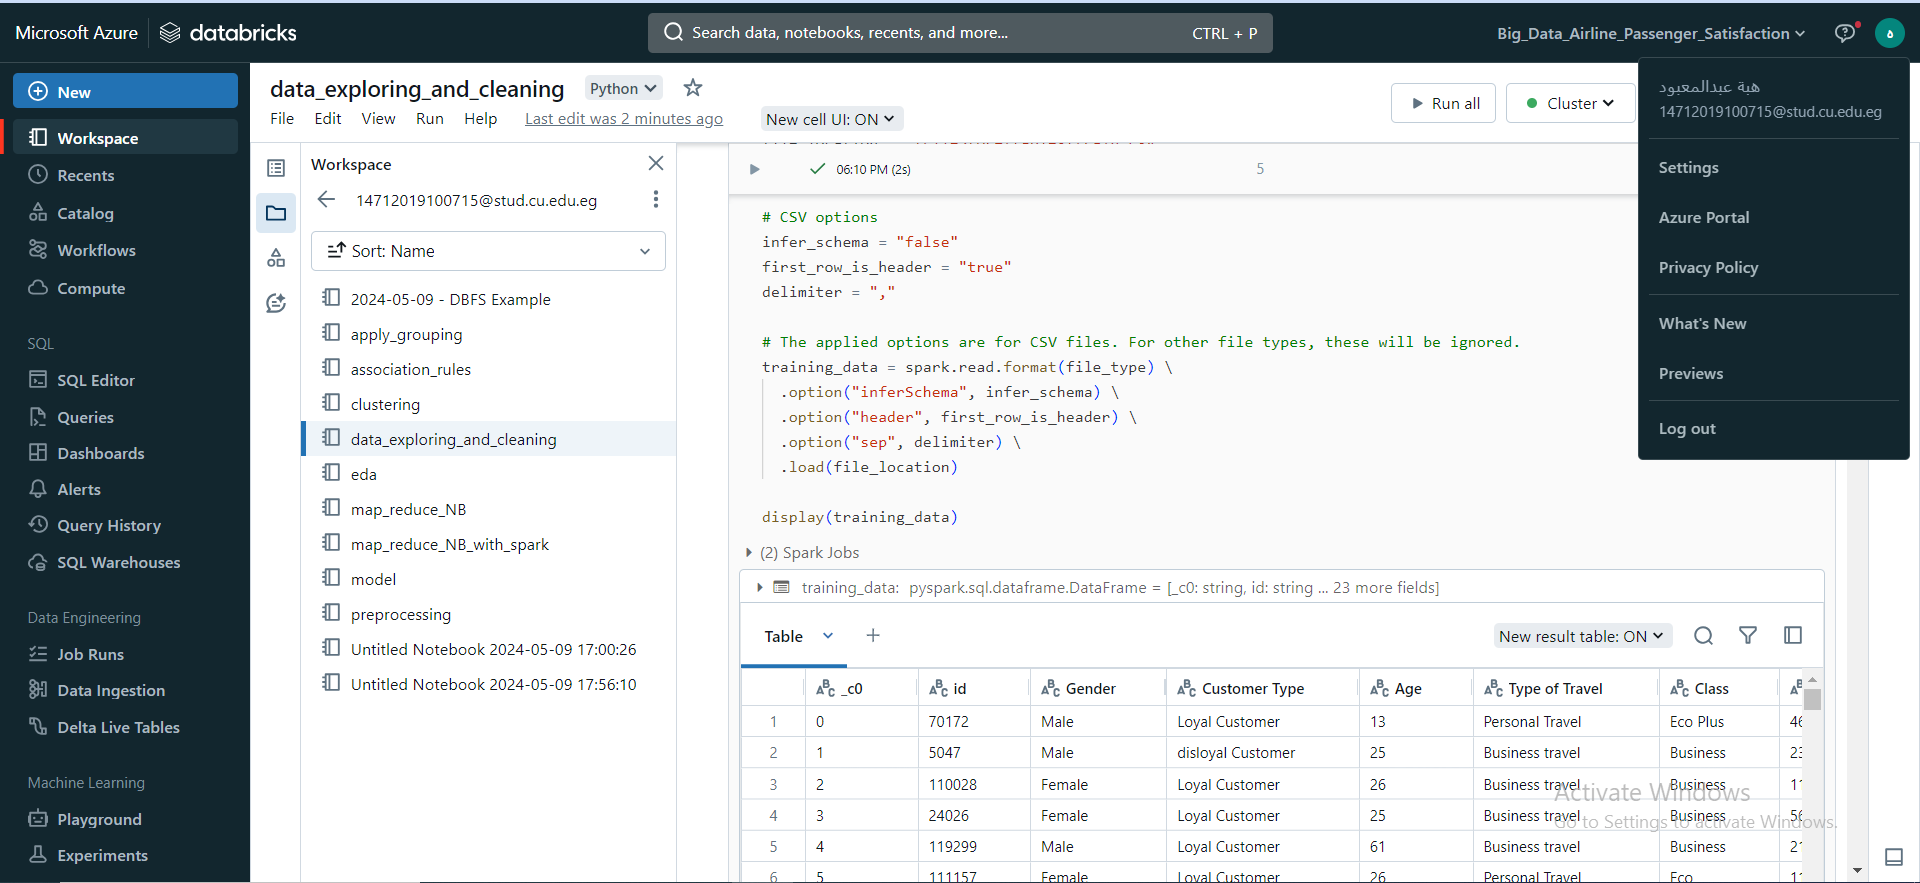 Microsoft Azure databricks
Search data, notebooks, recents, and more... CTRL + P
Big_Data_Airline_Passenger_Satisfaction
ه
New
Workspace
Recents
Catalog
Workflows
Compute
SQL
SQL Editor
Queries
Dashboards
Alerts
Query History
SQL Warehouses
Data Engineering
Job Runs
Data Ingestion
Delta Live Tables
Machine Learning
Playground
Experiments
data_exploring_and_cleaning Python
File Edit View Run Help Last edit was 2 minutes ago New cell UI: ON
Run all Cluster
Workspace
14712019100715@stud.cu.edu.eg
Sort: Name
2024-05-09 - DBFS Example
apply_grouping
association_rules
clustering
data_exploring_and_cleaning
eda
map_reduce_NB
map_reduce_NB_with_spark
model
preprocessing
Untitled Notebook 2024-05-09 17:00:26
Untitled Notebook 2024-05-09 17:56:10
06:10 PM (2s) 5
# CSV options
infer_schema = "false"
first_row_is_header = "true"
delimiter = ","
# The applied options are for CSV files. For other file types, these will be ignored.
training_data = spark.read.format(file_type) \
.option("inferSchema", infer_schema) \
.option("header", first_row_is_header) \
.option("sep", delimiter) \
.load(file_location)
display(training_data)
(2) Spark Jobs
training_data: pyspark.sql.dataframe.DataFrame = [_c0: string, id: string ... 23 more fields]
Table + New result table: ON
_c0 id Gender Customer Type Age Type of Travel Class
1 0 70172 Male Loyal Customer 13 Personal Travel Eco Plus 46
2 1 5047 Male disloyal Customer 25 Business travel Business 23
3 2 110028 Female Loyal Customer 26 Business travel Business 11
4 3 24026 Female Loyal Customer 25 Business travel Business 56
5 4 119299 Male Loyal Customer 61 Business travel Business 21
6 5 111157 Female Loyal Customer 26 Personal Travel Eco 11
هبة عبدالمعبود
14712019100715@stud.cu.edu.eg
Settings
Azure Portal
Privacy Policy
What's New
Previews
Log out
Activate Windows
Go to Settings to activate Windows.